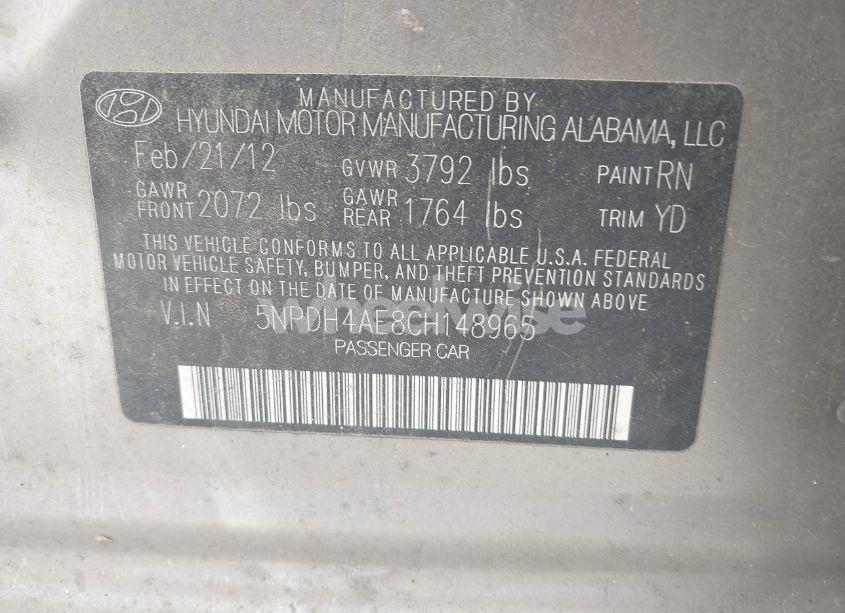 MANUFACTURED BY
HYUNDAI MOTOR MANUFACTURING ALABAMA, LLC
Feb/21/12 GVWR 3792 lbs PAINT RN
GAWR FRONT 2072 lbs GAWR REAR 1764 lbs TRIM YD
THIS VEHICLE CONFORMS TO ALL APPLICABLE U.S.A. FEDERAL
MOTOR VEHICLE SAFETY, BUMPER, AND THEFT PREVENTION STANDARDS
IN EFFECT ON THE DATE OF MANUFACTURE SHOWN ABOVE
wheelwise
V.I.N 5NPDH4AE8CH148965
PASSENGER CAR